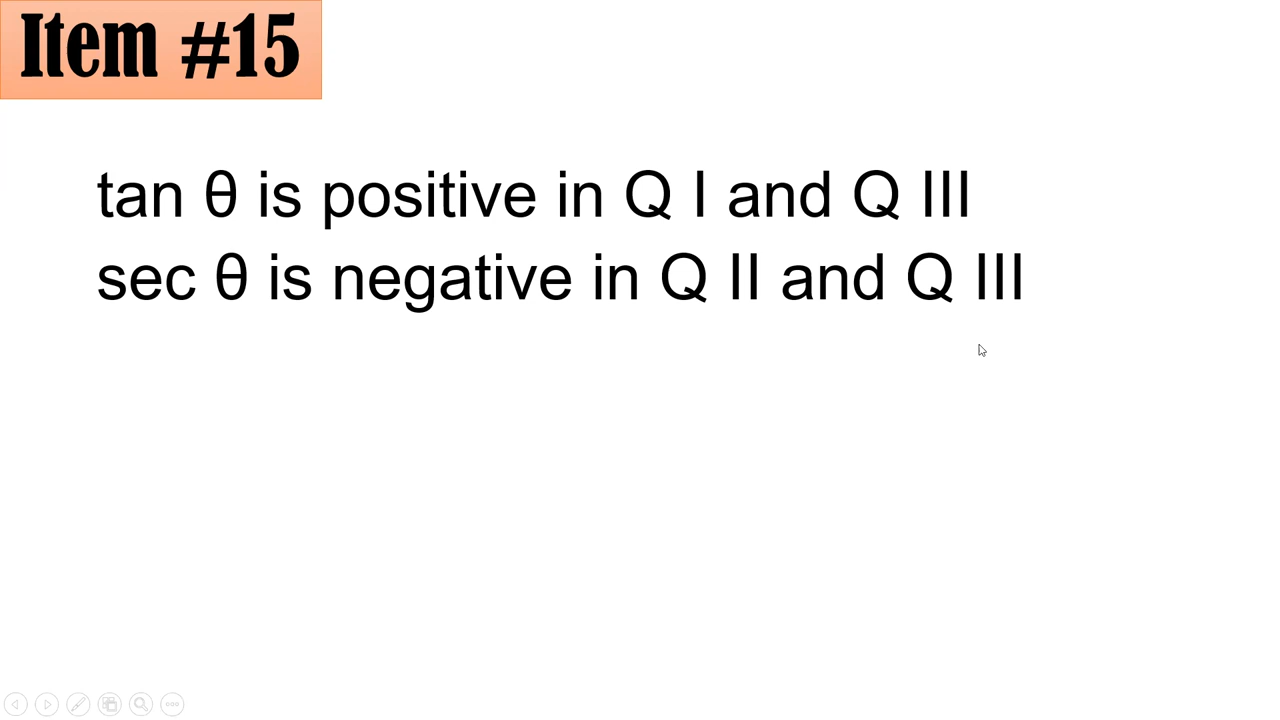 Item #15
tan θ is positive in Q I and Q III
sec θ is negative in Q II and Q III